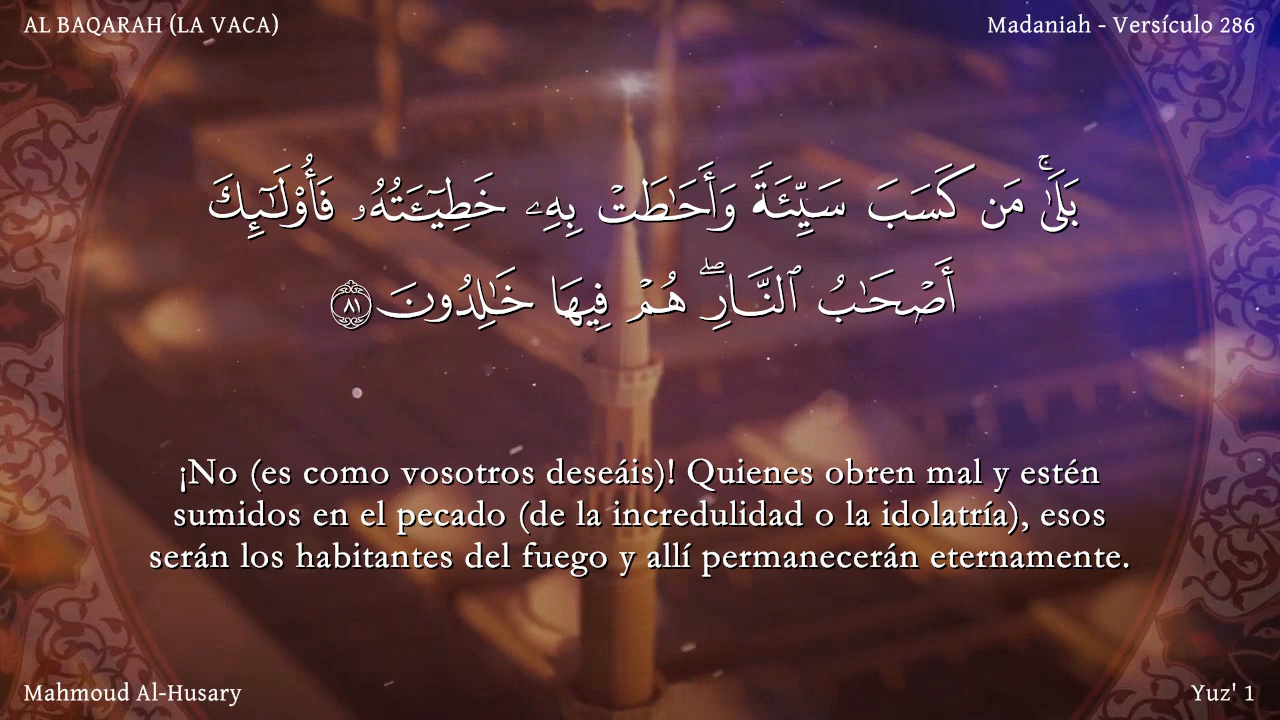 AL BAQARAH (LA VACA)
Madaniah - Versículo 286
بَلَىٰۚ مَن كَسَبَ سَيِّئَةٗ وَأَحَٰطَتۡ بِهِۦ خَطِيٓـَٔتُهُۥ فَأُوْلَٰٓئِكَ
أَصۡحَٰبُ ٱلنَّارِۖ هُمۡ فِيهَا خَٰلِدُونَ ٨١
¡No (es como vosotros deseáis)! Quienes obren mal y estén
sumidos en el pecado (de la incredulidad o la idolatría), esos
serán los habitantes del fuego y allí permanecerán eternamente.
Mahmoud Al-Husary
Yuz' 1